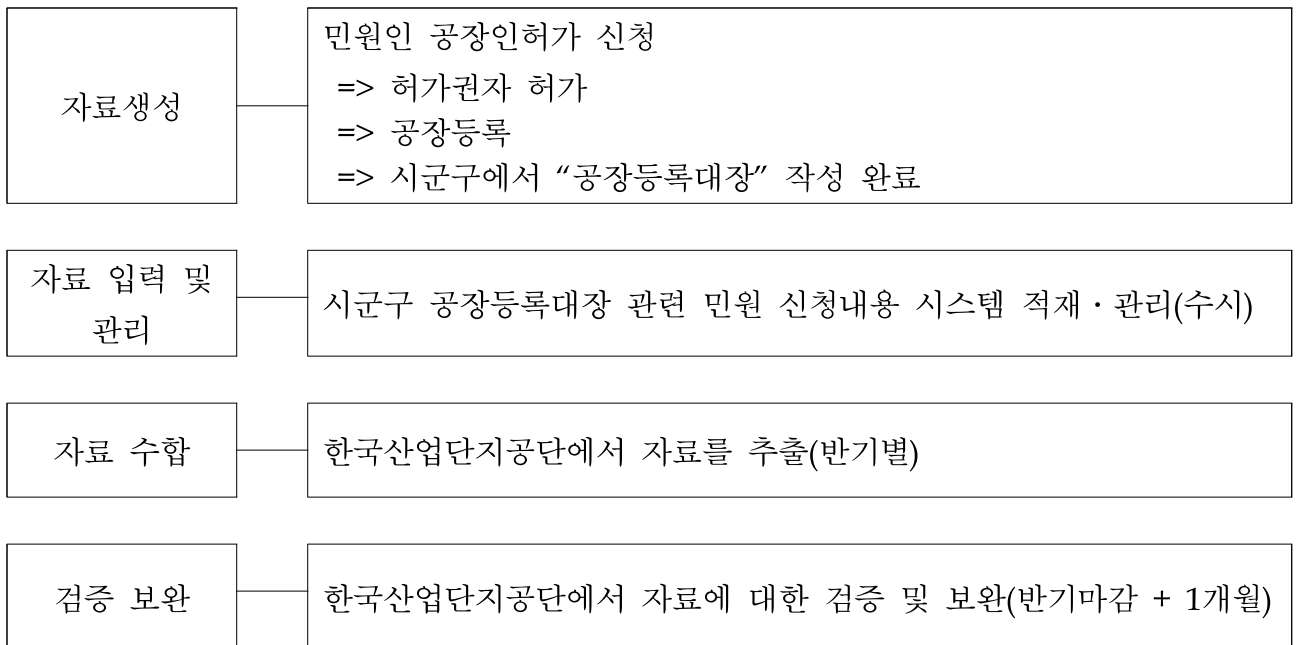 자료생성
민원인 공장인허가 신청
=> 허가권자 허가
=> 공장등록
=> 시군구에서 “공장등록대장” 작성 완료
자료 입력 및
관리
시군구 공장등록대장 관련 민원 신청내용 시스템 적재·관리(수시)
자료 수합
한국산업단지공단에서 자료를 추출(반기별)
검증 보완
한국산업단지공단에서 자료에 대한 검증 및 보완(반기마감 + 1개월)